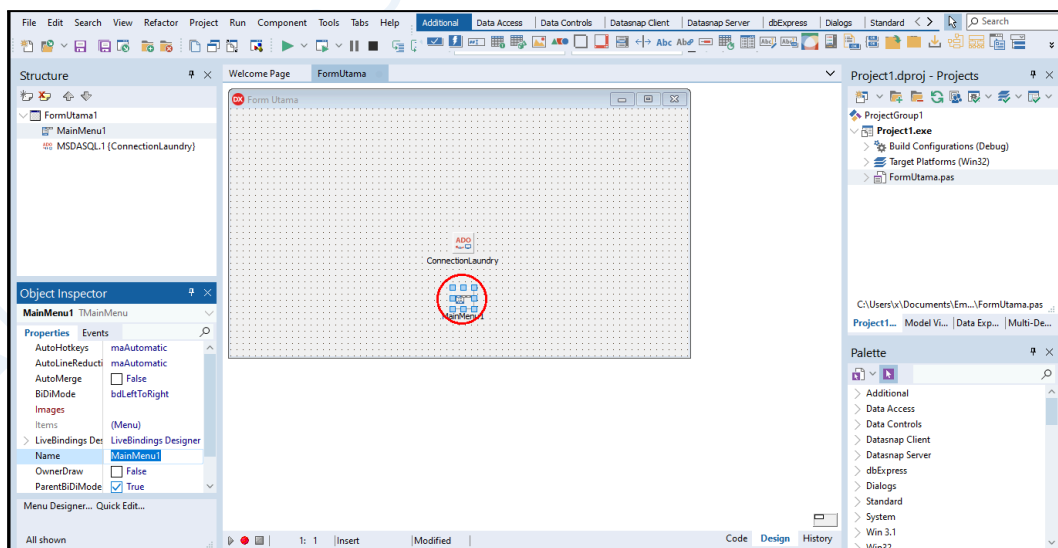 File Edit Search View Refactor Project Run Component Tools Tabs Help Additional Data Access Data Controls Datasnap Client Datasnap Server dbExpress Dialogs Standard Search
Structure
FormUtama1
MainMenu1
MSDASQL.1 {ConnectionLaundry}
Object Inspector
MainMenu1 TMainMenu
Properties Events
AutoHotkeys maAutomatic
AutoLineReducti maAutomatic
AutoMerge False
BiDiMode bdLeftToRight
Images
Items (Menu)
LiveBindings Des LiveBindings Designer
Name MainMenu1
OwnerDraw False
ParentBiDiMode True
Menu Designer... Quick Edit...
All shown
Welcome Page FormUtama
DX Form Utama
ADO
ConnectionLaundry
MainMenu1
1: 1 Insert Modified Code Design History
Project1.dproj - Projects
ProjectGroup1
Project1.exe
Build Configurations (Debug)
Target Platforms (Win32)
FormUtama.pas
C:\Users\x\Documents\Em...\FormUtama.pas
Project1... Model Vi... Data Exp... Multi-De...
Palette
Additional
Data Access
Data Controls
Datasnap Client
Datasnap Server
dbExpress
Dialogs
Standard
System
Win 3.1
Win32